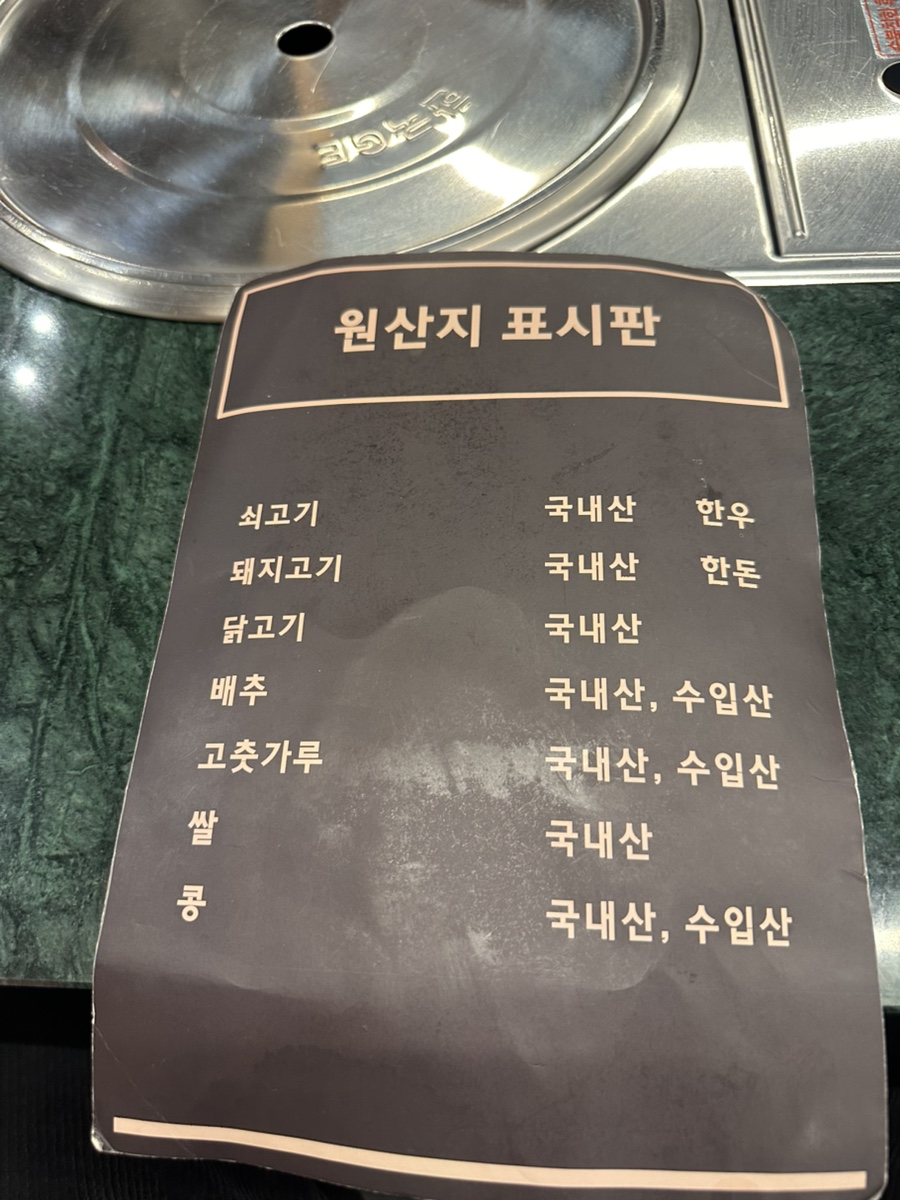 원산지 표시판
쇠고기 국내산 한우
돼지고기 국내산 한돈
닭고기 국내산
배추 국내산, 수입산
고춧가루 국내산, 수입산
쌀 국내산
콩 국내산, 수입산